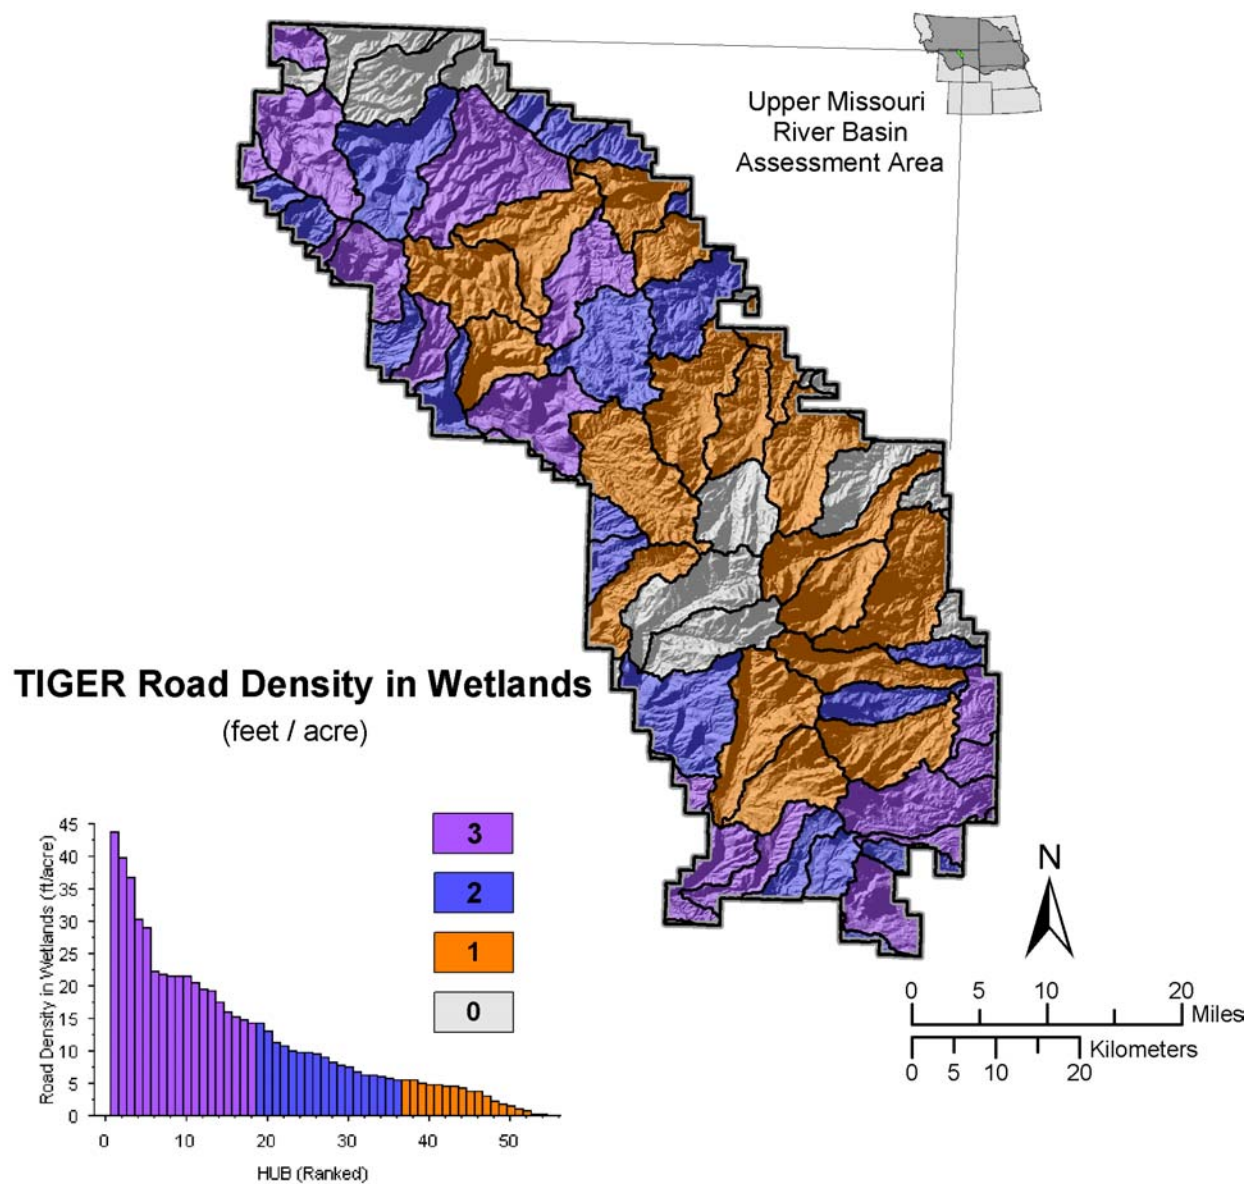 Upper Missouri
River Basin
Assessment Area
TIGER Road Density in Wetlands
(feet / acre)
3
2
1
0
45
40
35
30
25
20
15
10
5
0
Road Density in Wetlands (ft/acre)
0 10 20 30 40 50
HUB (Ranked)
N
0 5 10 20
Miles
Kilometers
0 5 10 20